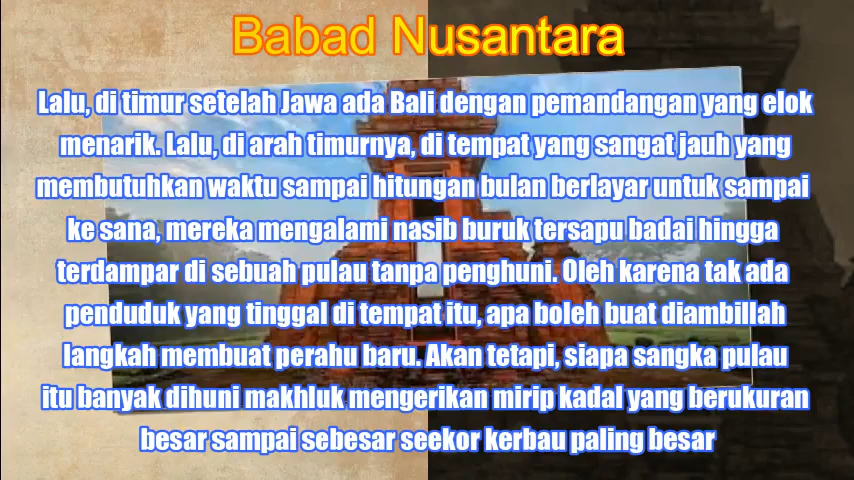 Babad Nusantara
Lalu, di timur setelah Jawa ada Bali dengan pemandangan yang elok
menarik. Lalu, di arah timurnya, di tempat yang sangat jauh yang
membutuhkan waktu sampai hitungan bulan berlayar untuk sampai
ke sana, mereka mengalami nasib buruk tersapu badai hingga
terdampar di sebuah pulau tanpa penghuni. Oleh karena tak ada
penduduk yang tinggal di tempat itu, apa boleh buat diambillah
langkah membuat perahu baru. Akan tetapi, siapa sangka pulau
itu banyak dihuni makhluk mengerikan mirip kadal yang berukuran
besar sampai sebesar seekor kerbau paling besar